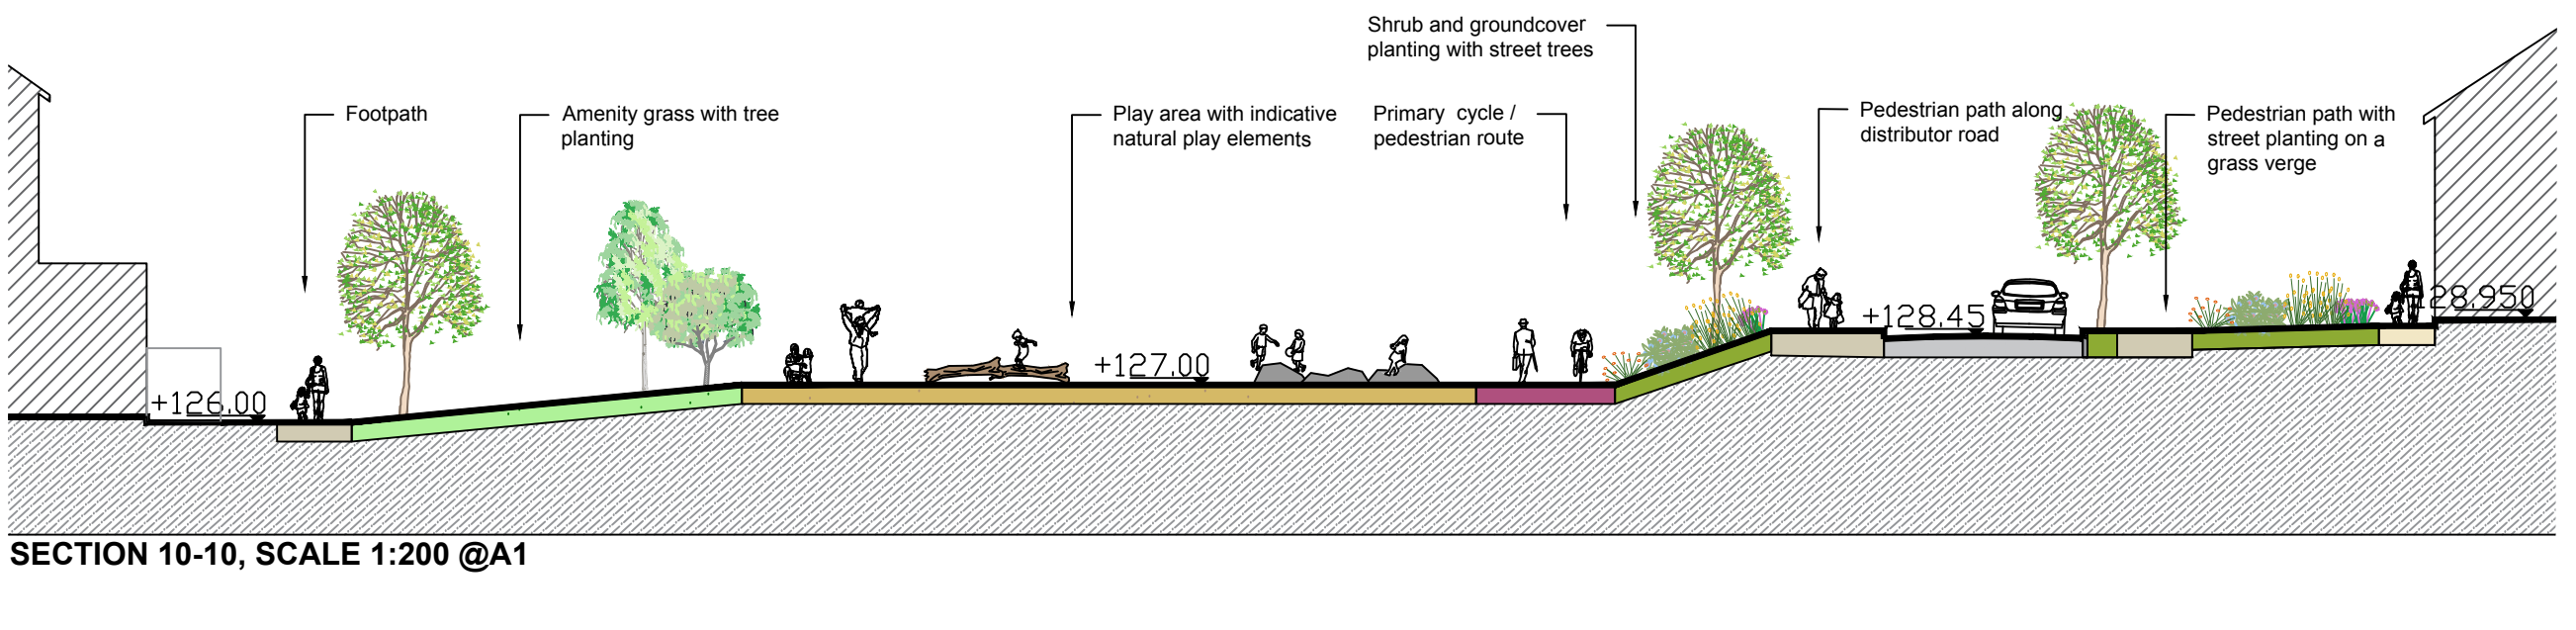 Shrub and groundcover
planting with street trees
Footpath
Amenity grass with tree
planting
Play area with indicative
natural play elements
Primary cycle /
pedestrian route
Pedestrian path along
distributor road
Pedestrian path with
street planting on a
grass verge
+126.00
+127.00
+128.45
28.950
SECTION 10-10, SCALE 1:200 @A1